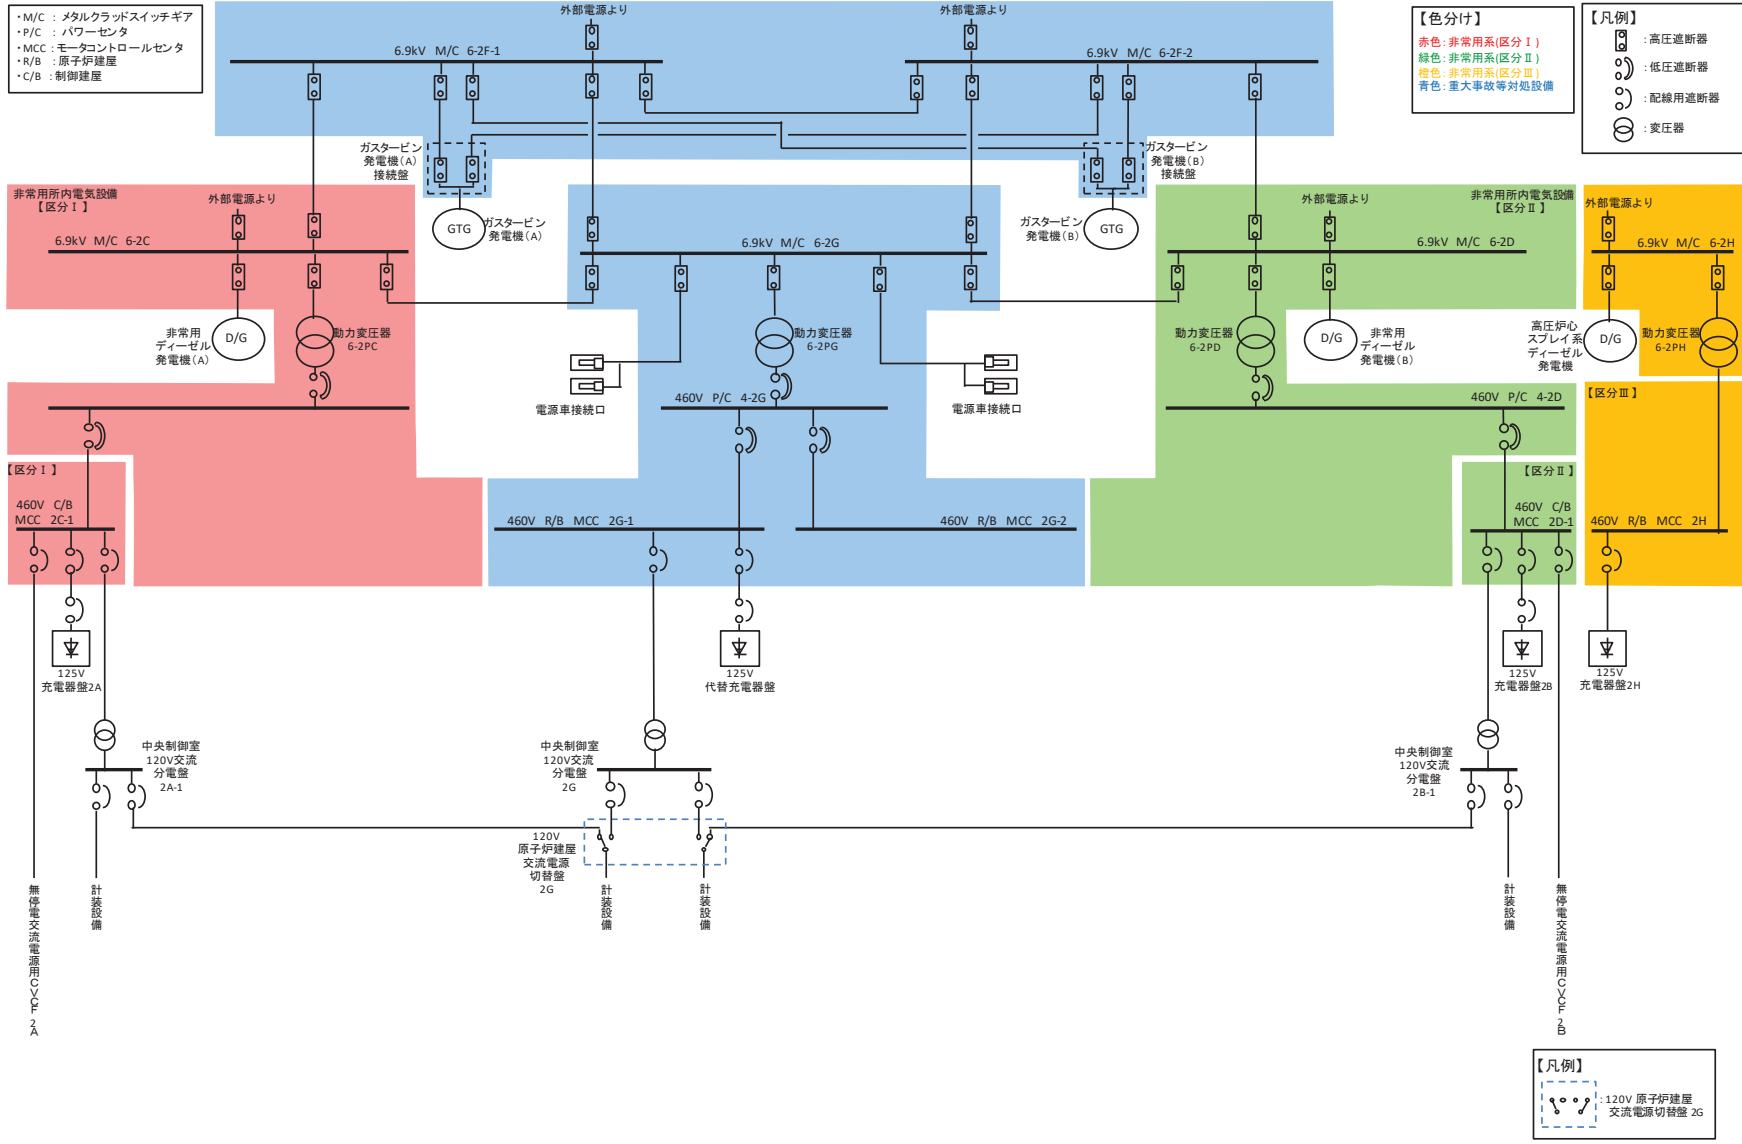 ・M/C ：メタルクラッドスイッチギア
・P/C ：パワーセンタ
・MCC：モータコントロールセンタ
・R/B：原子炉建屋
・C/B：制御建屋
外部電源より
外部電源より
6.9kV M/C 6-2F-1
6.9kV M/C 6-2F-2
【色分け】
赤色：非常用系(区分Ⅰ)
緑色：非常用系(区分Ⅱ)
橙色：非常用系(区分Ⅲ)
青色：重大事故等対処設備
【凡例】
：高圧遮断器
：低圧遮断器
：配線用遮断器
：変圧器
ガスタービン
発電機(A)
接続盤
ガスタービン
発電機(B)
接続盤
非常用所内電気設備
【区分Ⅰ】
外部電源より
GTG
ガスタービン
発電機(A)
ガスタービン
発電機(B)
GTG
外部電源より
非常用所内電気設備
【区分Ⅱ】
外部電源より
6.9kV M/C 6-2C
6.9kV M/C 6-2G
6.9kV M/C 6-2D
6.9kV M/C 6-2H
非常用
ディーゼル
発電機(A)
D/G
動力変圧器
6-2PC
動力変圧器
6-2PG
動力変圧器
6-2PD
D/G
非常用
ディーゼル
発電機(B)
高圧炉心
スプレイ系
ディーゼル
発電機
D/G
動力変圧器
6-2PH
電源車接続口
460V P/C 4-2G
電源車接続口
460V P/C 4-2D
【区分Ⅲ】
【区分Ⅰ】
【区分Ⅱ】
460V C/B
MCC 2C-1
460V R/B MCC 2G-1
460V R/B MCC 2G-2
460V C/B
MCC 2D-1
460V R/B MCC 2H
125V
充電器盤2A
125V
代替充電器盤
125V
充電器盤2B
125V
充電器盤2H
中央制御室
120V交流
分電盤
2A-1
中央制御室
120V交流
分電盤
2G
中央制御室
120V交流
分電盤
2B-1
120V
原子炉建屋
交流電源
切替盤
2G
無停電交流電源用CVCF2A
計装設備
計装設備
計装設備
計装設備
無停電交流電源用CVCF2B
【凡例】
：120V 原子炉建屋
交流電源切替盤 2G